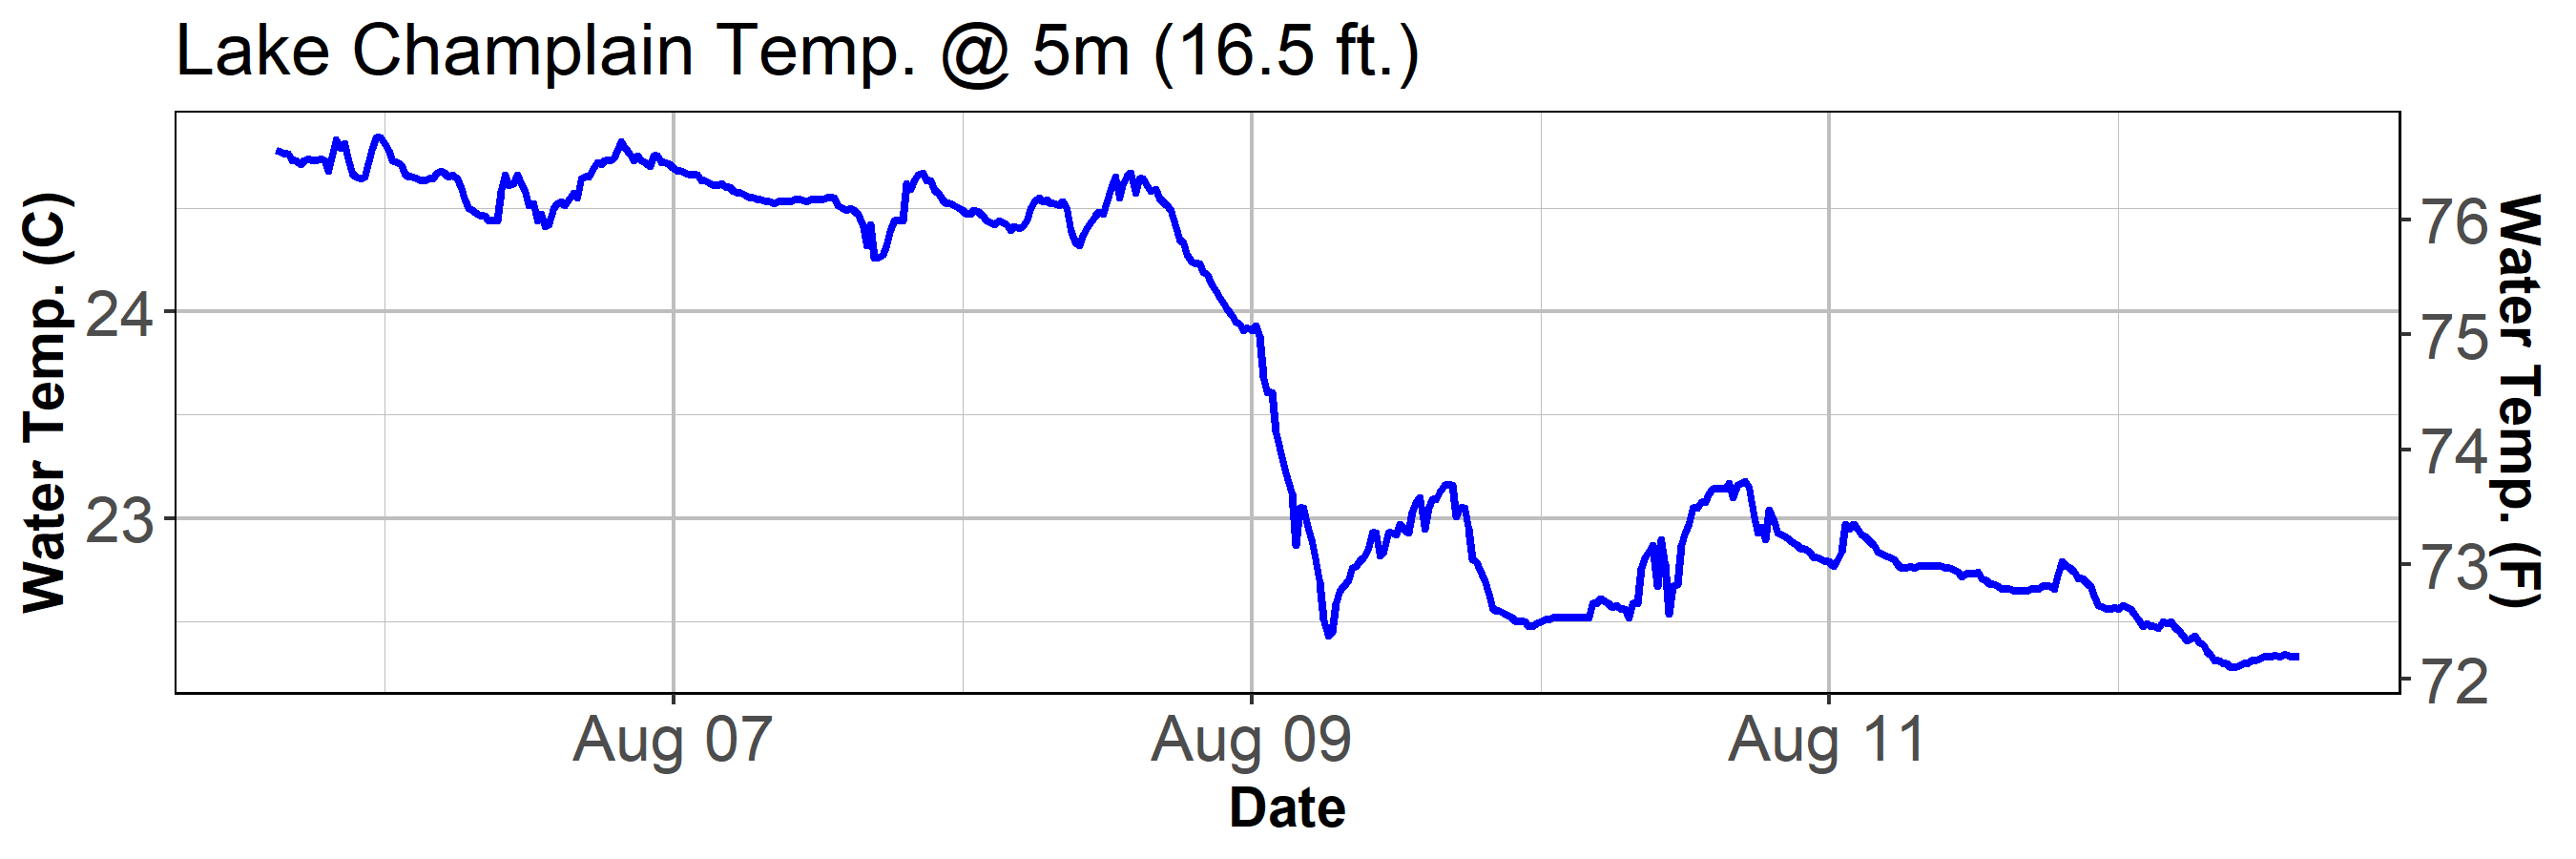 Lake Champlain Temp. @ 5m (16.5 ft.)
Water Temp. (C)
24
23
76
75
74
73
72
Water Temp. (F)
Aug 07
Aug 09
Aug 11
Date